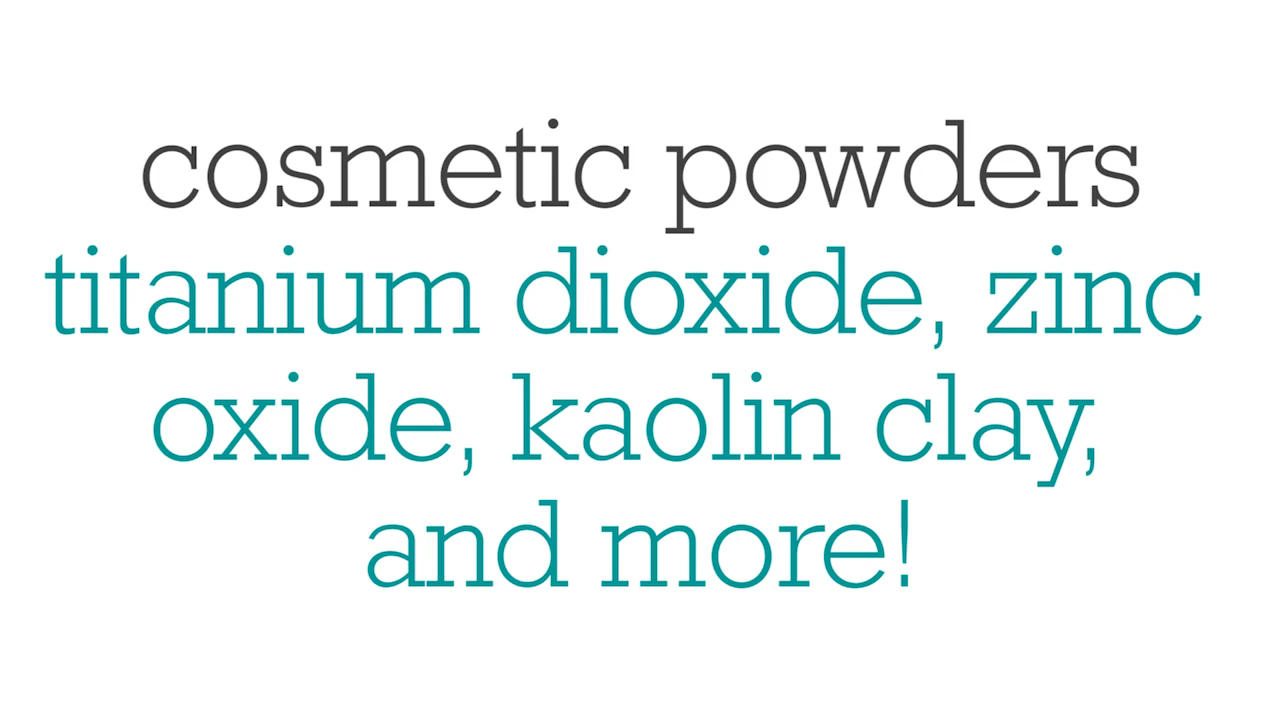 cosmetic powders
titanium dioxide, zinc
oxide, kaolin clay,
and more!